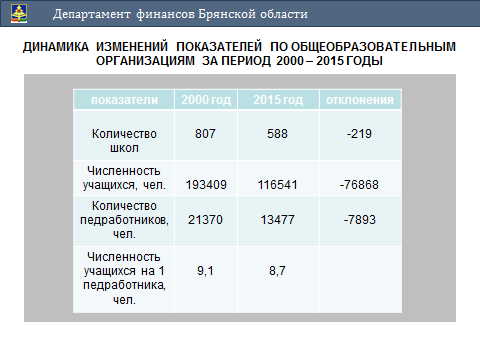 Департамент финансов Брянской области
ДИНАМИКА ИЗМЕНЕНИЙ ПОКАЗАТЕЛЕЙ ПО ОБЩЕОБРАЗОВАТЕЛЬНЫМ
ОРГАНИЗАЦИЯМ ЗА ПЕРИОД 2000 – 2015 ГОДЫ
показатели 2000 год 2015 год отклонения
Количество
школ
807 588 -219
Численность
учащихся, чел.
193409 116541 -76868
Количество
педработников,
чел.
21370 13477 -7893
Численность
учащихся на 1
педработника,
чел.
9,1 8,7